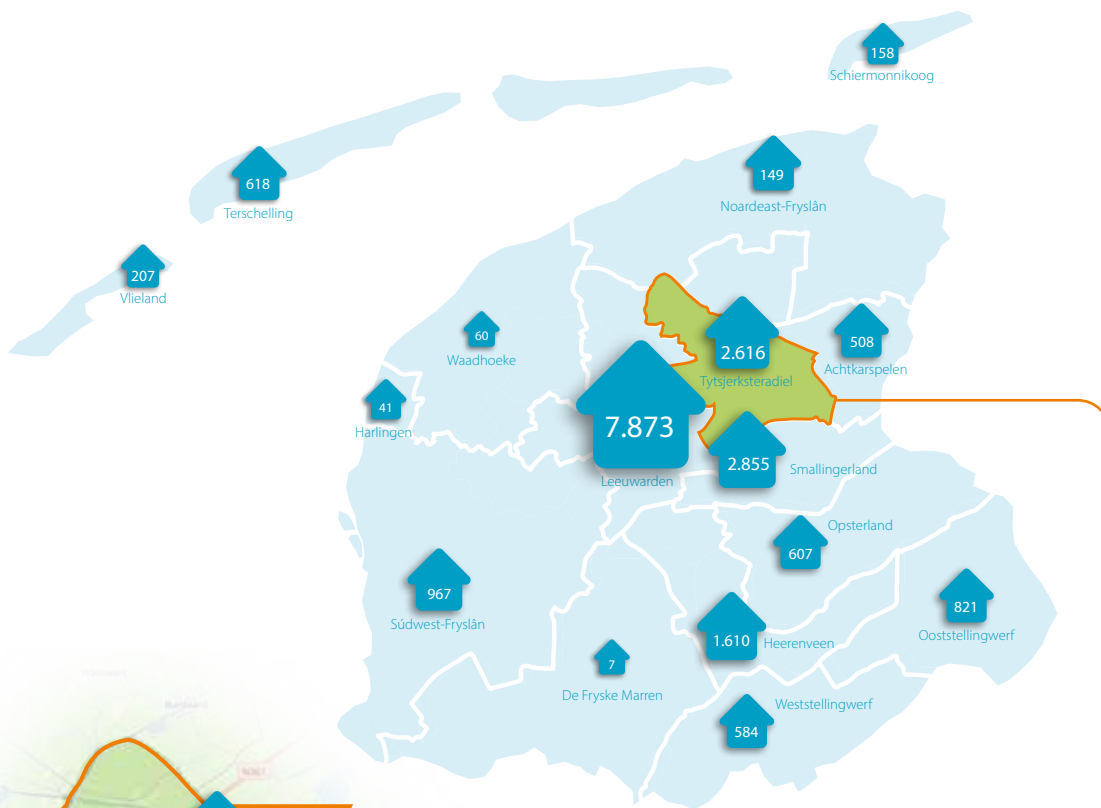 158
Schiermonnikoog
149
Noardeast-Fryslân
618
Terschelling
207
Vlieland
60
Waadhoeke
2.616
Tytsjerksteradiel
508
Achtkarspelen
41
Harlingen
7.873
Leeuwarden
2.855
Smallingerland
Opsterland
607
967
Súdwest-Fryslân
821
Ooststellingwerf
1.610
Heerenveen
7
De Fryske Marren
Weststellingwerf
584